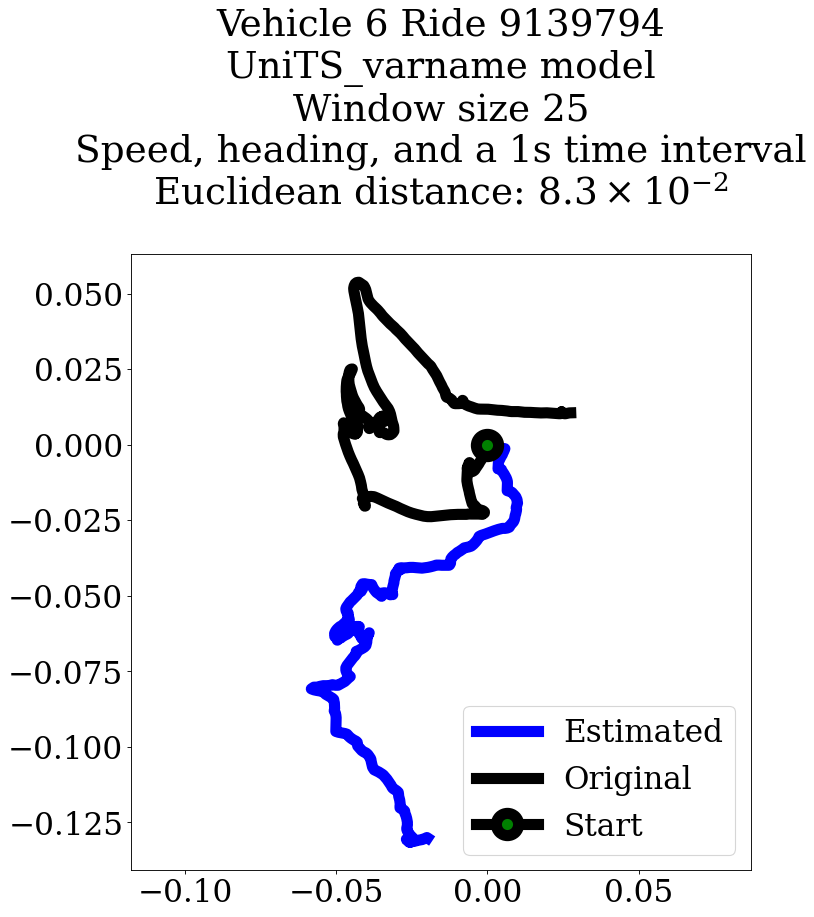 Vehicle 6 Ride 9139794
UniTS_varname model
Window size 25
Speed, heading, and a 1s time interval
Euclidean distance: 8.3 × 10⁻²
0.050
0.025
0.000
−0.025
−0.050
−0.075
−0.100
−0.125
Estimated
Original
Start
−0.10 −0.05 0.00 0.05